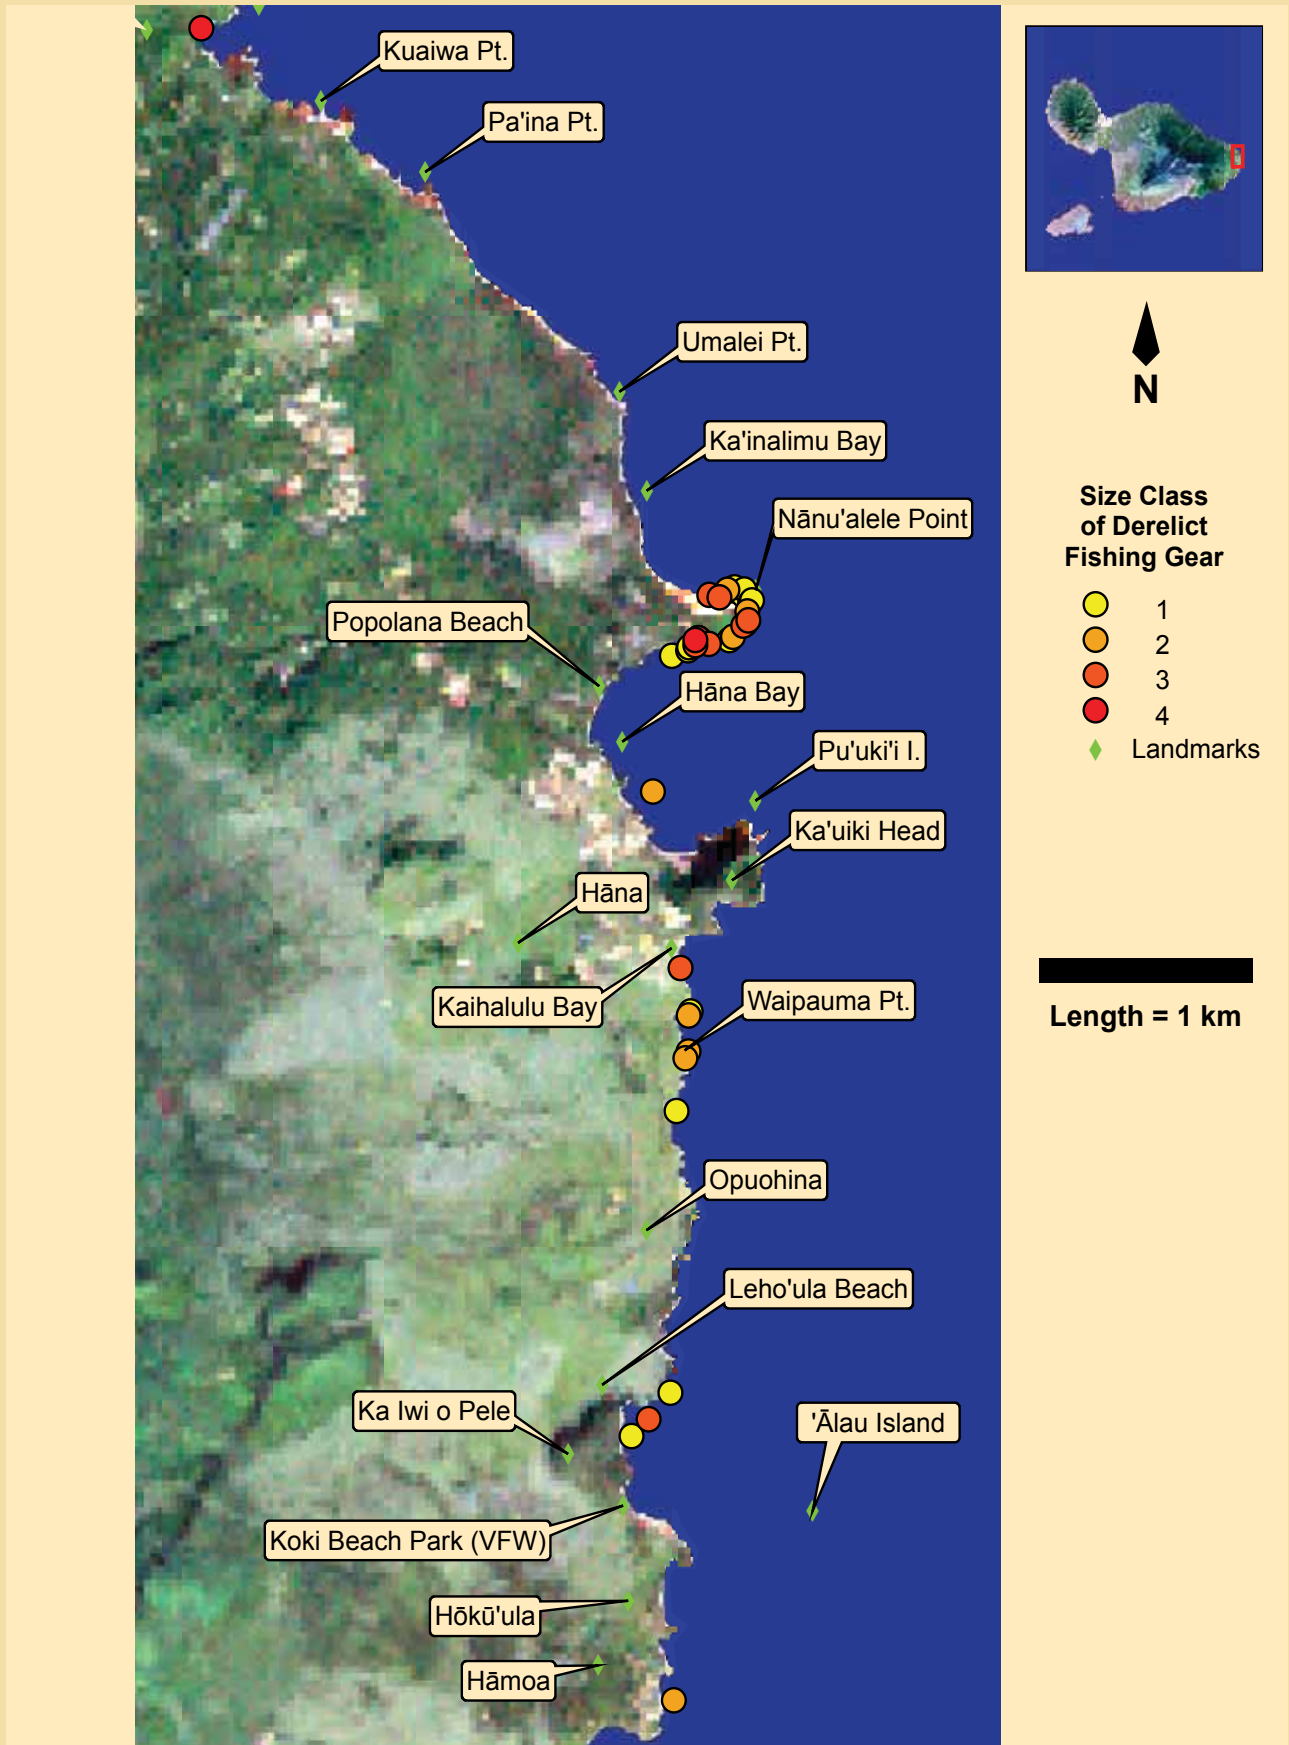 Kuaiwa Pt.
Pa'ina Pt.
Umalei Pt.
Ka'inalimu Bay
Nānu'alele Point
Popolana Beach
Hāna Bay
Pu'uki'i I.
Ka'uiki Head
Hāna
Kaihalulu Bay
Waipauma Pt.
Opuohina
Leho'ula Beach
Ka Iwi o Pele
'Ālau Island
Koki Beach Park (VFW)
Hōkū'ula
Hāmoa
N
Size Class
of Derelict
Fishing Gear
1
2
3
4
Landmarks
Length = 1 km